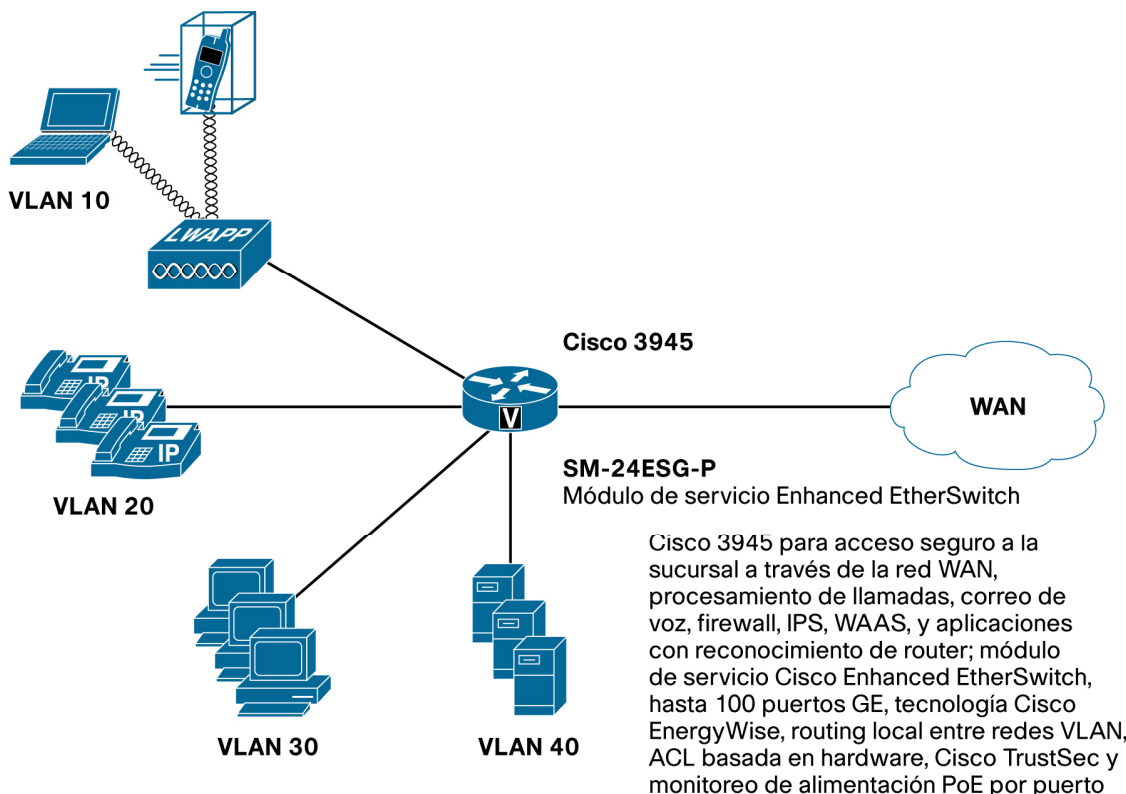 VLAN 10
LWAPP
Cisco 3945
WAN
V
IP
IP
IP
VLAN 20
SM-24ESG-P
Módulo de servicio Enhanced EtherSwitch
VLAN 30
VLAN 40
Cisco 3945 para acceso seguro a la
sucursal a través de la red WAN,
procesamiento de llamadas, correo de
voz, firewall, IPS, WAAS, y aplicaciones
con reconocimiento de router; módulo
de servicio Cisco Enhanced EtherSwitch,
hasta 100 puertos GE, tecnología Cisco
EnergyWise, routing local entre redes VLAN,
ACL basada en hardware, Cisco TrustSec y
monitoreo de alimentación PoE por puerto